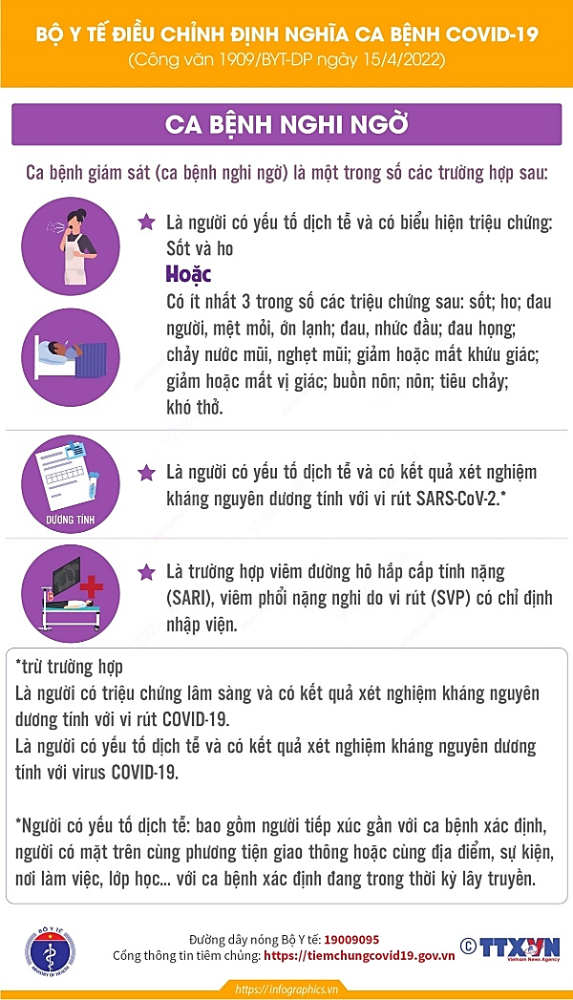 BỘ Y TẾ ĐIỀU CHỈNH ĐỊNH NGHĨA CA BỆNH COVID-19
(Công văn 1909/BYT-DP ngày 15/4/2022)
CA BỆNH NGHI NGỜ
Ca bệnh giám sát (ca bệnh nghi ngờ) là một trong số các trường hợp sau:
Là người có yếu tố dịch tễ và có biểu hiện triệu chứng:
Sốt và ho
Hoặc
Có ít nhất 3 trong số các triệu chứng sau: sốt; ho; đau
người, mệt mỏi, ớn lạnh; đau, nhức đầu; đau họng;
chảy nước mũi, nghẹt mũi; giảm hoặc mất khứu giác;
giảm hoặc mất vị giác; buồn nôn; nôn; tiêu chảy;
khó thở.
DƯƠNG TÍNH
Là người có yếu tố dịch tễ và có kết quả xét nghiệm
kháng nguyên dương tính với vi rút SARS-CoV-2.*
Là trường hợp viêm đường hô hấp cấp tính nặng
(SARI), viêm phổi nặng nghi do vi rút (SVP) có chỉ định
nhập viện.
*trừ trường hợp
Là người có triệu chứng lâm sàng và có kết quả xét nghiệm kháng nguyên
dương tính với vi rút COVID-19.
Là người có yếu tố dịch tễ và có kết quả xét nghiệm kháng nguyên dương
tính với virus COVID-19.
*Người có yếu tố dịch tễ: bao gồm người tiếp xúc gần với ca bệnh xác định,
người có mặt trên cùng phương tiện giao thông hoặc cùng địa điểm, sự kiện,
nơi làm việc, lớp học... với ca bệnh xác định đang trong thời kỳ lây truyền.
BỘ Y TẾ
MINISTRY OF HEALTH
Đường dây nóng Bộ Y tế: 19009095
Cổng thông tin tiêm chủng: https://tiemchungcovid19.gov.vn
© TTXVN
Vietnam News Agency
https://infographics.vn